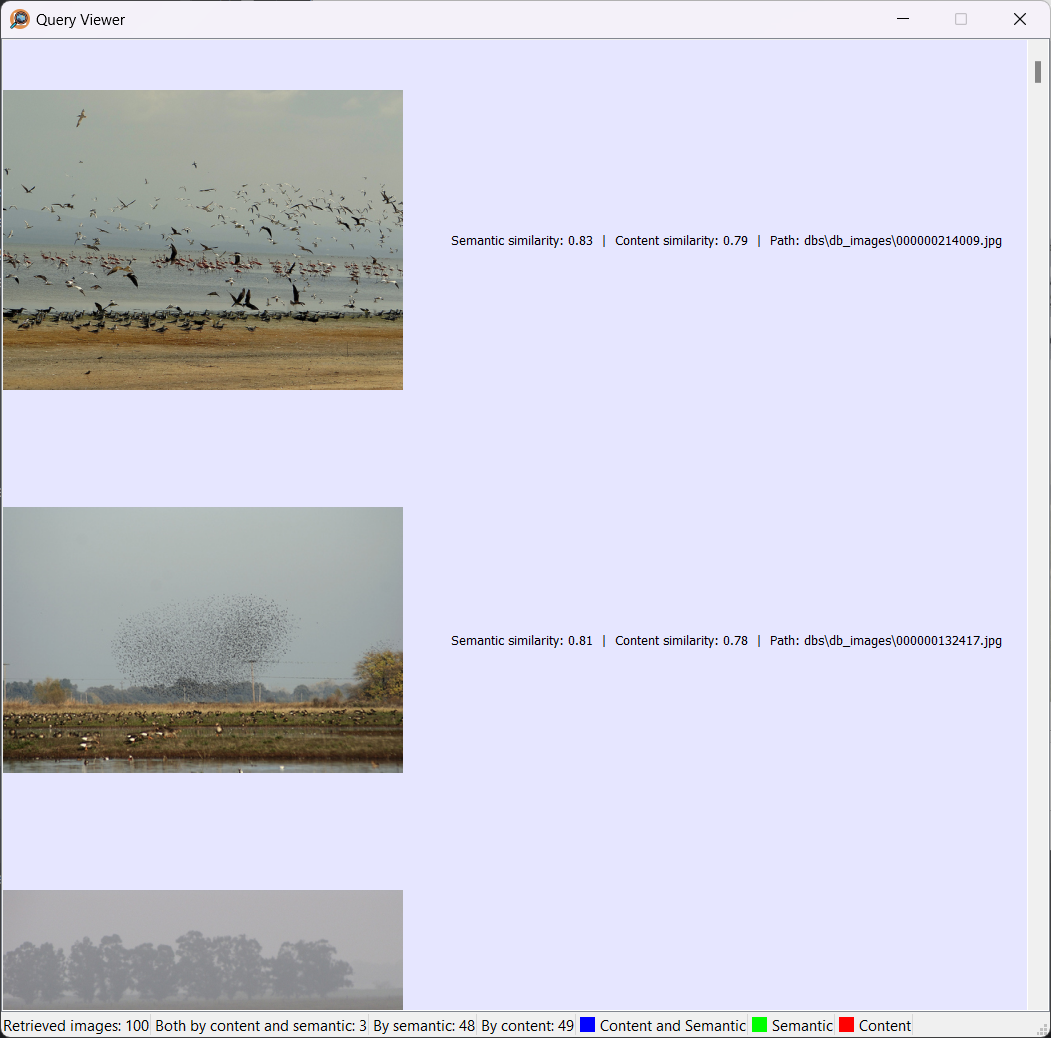 Query Viewer
Semantic similarity: 0.83 | Content similarity: 0.79 | Path: dbs\db_images\000000214009.jpg
Semantic similarity: 0.81 | Content similarity: 0.78 | Path: dbs\db_images\000000132417.jpg
Retrieved images: 100 Both by content and semantic: 3 By semantic: 48 By content: 49 Content and Semantic Semantic Content